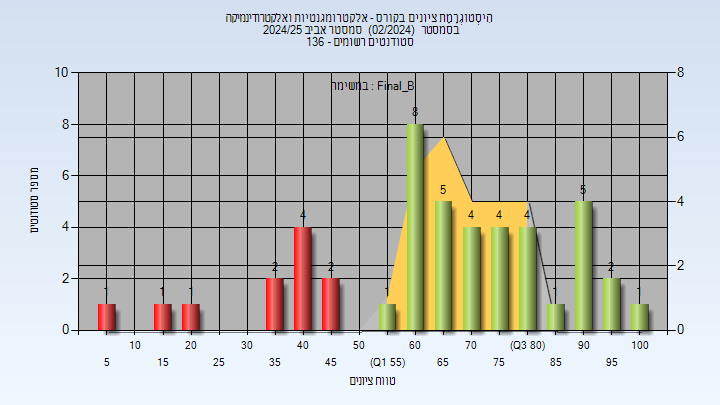 היסטוגרמת ציונים בקורס - אלקטרומגנטיות ואלקטרודינמיקה
בסמסטר (02/2024) סמסטר אביב 2024/25
סטודנטים רשומים - 136
במשימה : Final_B
10 8
8 6
6 4
4 2
2 0
0
מספר סטודנטים
1 1 1 2 4 2 1 8 5 4 4 4 1 5 2 1
10 20 30 40 50 60 70 (Q3 80) 90 100
5 15 25 35 45 (Q1 55) 65 75 85 95
טווח ציונים